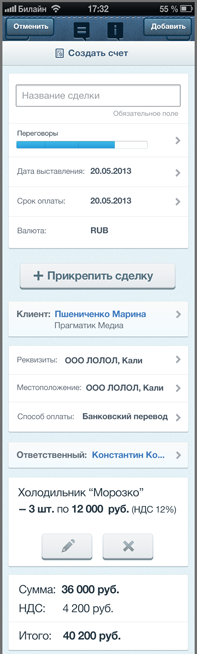 Билайн 17:32 55 %
Отменить Добавить
Создать счет
Название сделки
Обязательное поле
Переговоры
Дата выставления: 20.05.2013
Срок оплаты: 20.05.2013
Валюта: RUB
+ Прикрепить сделку
Клиент: Пшениченко Марина
Прагматик Медиа
Реквизиты: ООО ЛОЛОЛ, Кали
Местоположение: ООО ЛОЛОЛ, Кали
Способ оплаты: Банковский перевод
Ответственный: Константин Ко...
Холодильник “Морозко”
– 3 шт. по 12 000 руб. (НДС 12%)
Сумма: 36 000 руб.
НДС: 4 200 руб.
Итого: 40 200 руб.